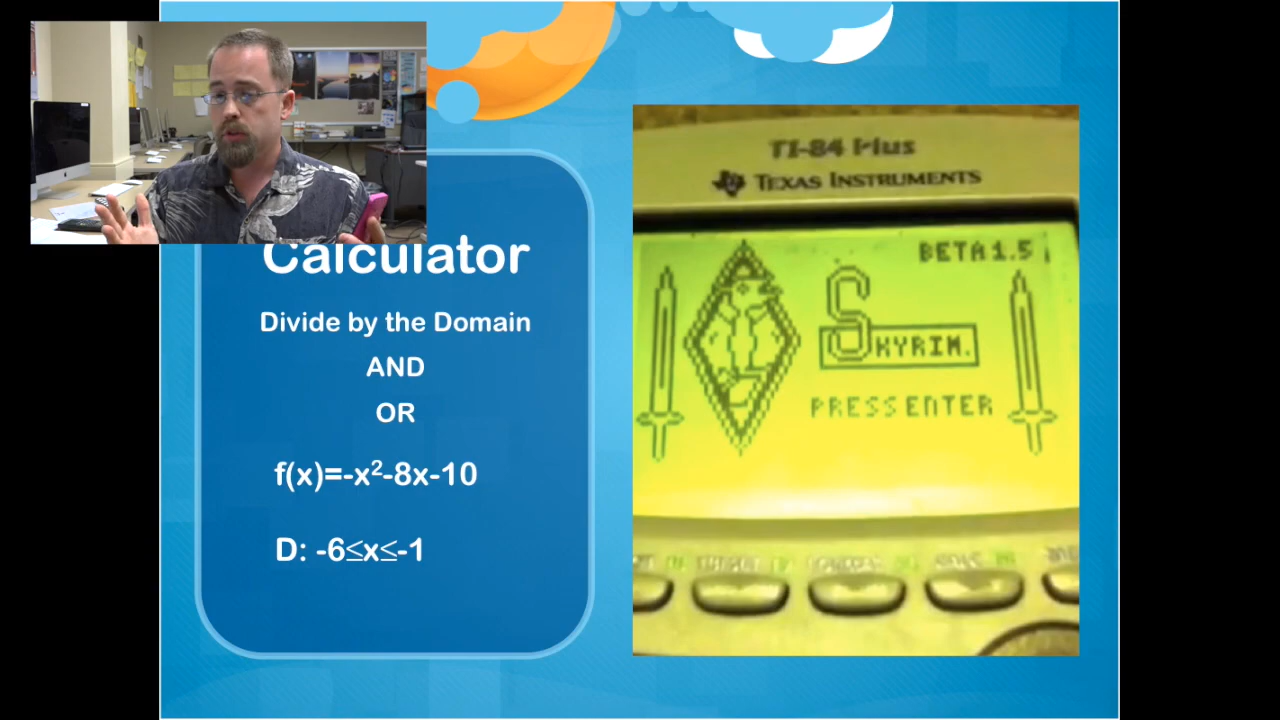 Calculator
Divide by the Domain
AND
OR
f(x)=-x²-8x-10
D: -6≤x≤-1
TI-84 Plus
TEXAS INSTRUMENTS
BETA 1.5
SKYRIM.
PRESS ENTER